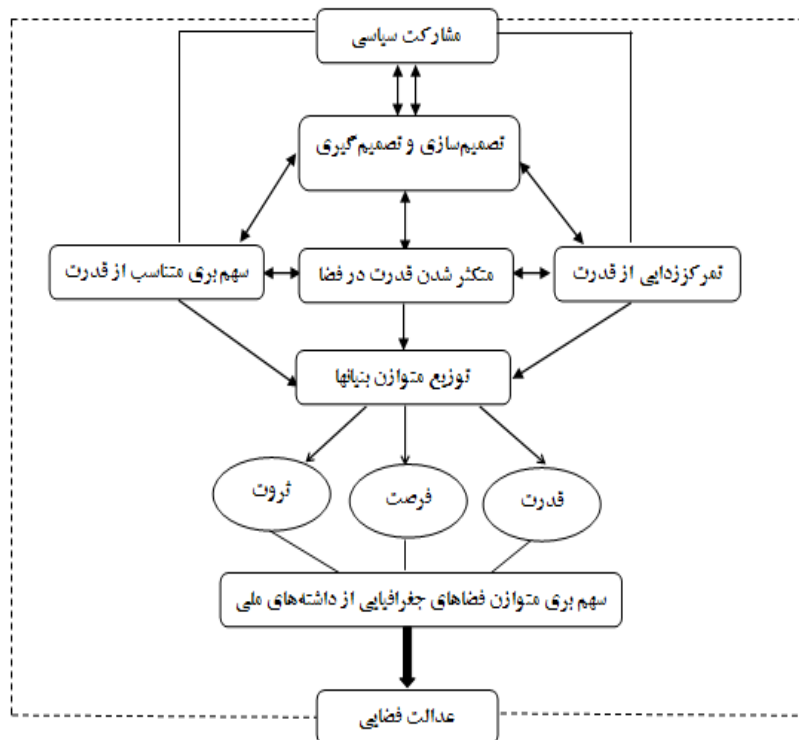 مشارکت سیاسی
تصمیم‌سازی و تصمیم‌گیری
تمرکززدایی از قدرت
متکثر شدن قدرت در فضا
سهم‌بری متناسب از قدرت
توزیع متوازن بنیانها
قدرت
فرصت
ثروت
سهم بری متوازن فضاهای جغرافیایی از داشته‌های ملی
عدالت فضایی